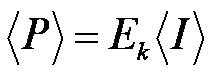 ⟨P⟩ = E_k⟨I⟩